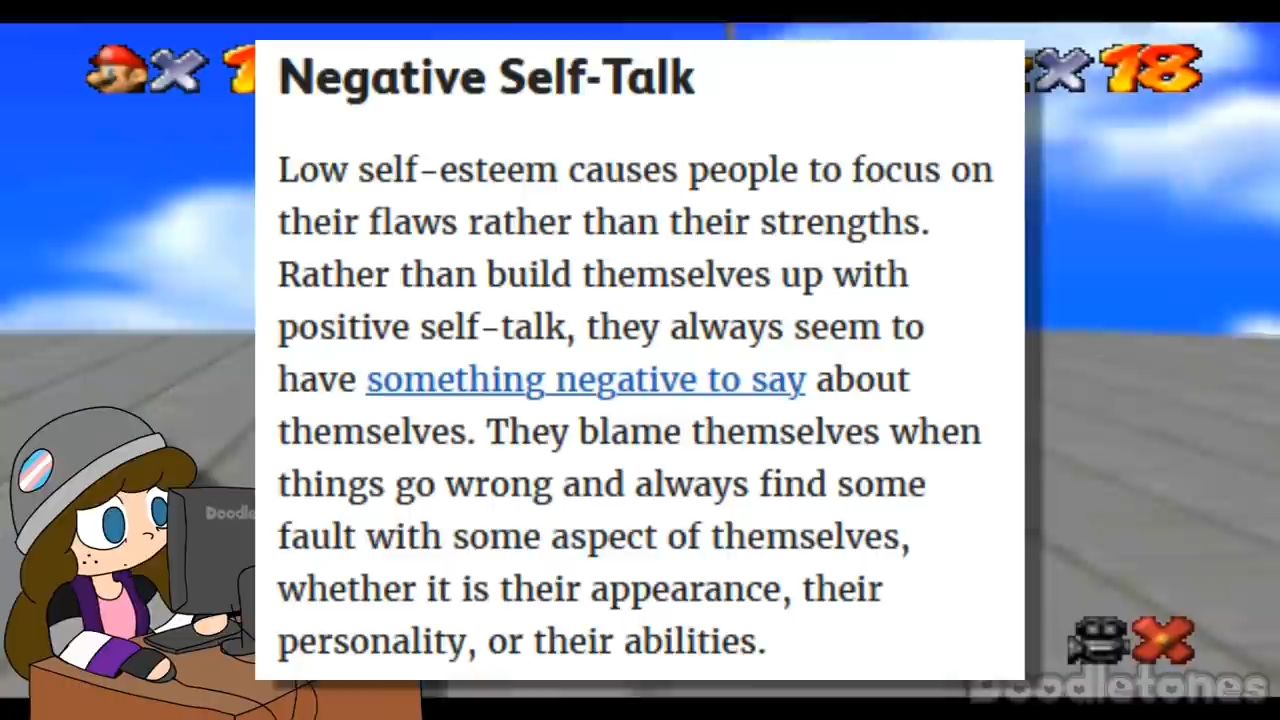 x 1
x 18
Negative Self-Talk
Low self-esteem causes people to focus on
their flaws rather than their strengths.
Rather than build themselves up with
positive self-talk, they always seem to
have something negative to say about
themselves. They blame themselves when
things go wrong and always find some
fault with some aspect of themselves,
whether it is their appearance, their
personality, or their abilities.
Doodletones